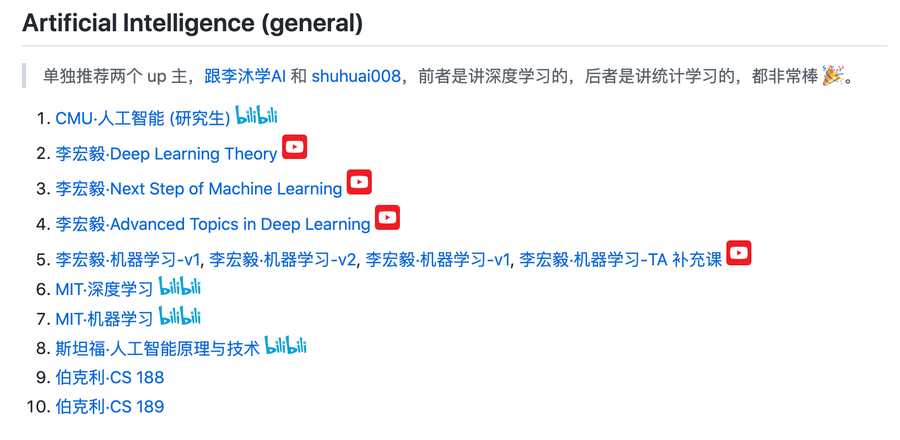 Artificial Intelligence (general)
单独推荐两个 up 主，跟李沐学AI 和 shuhuai008，前者是讲深度学习的，后者是讲统计学习的，都非常棒 🎉。
1. CMU·人工智能 (研究生) bilibili
2. 李宏毅·Deep Learning Theory
3. 李宏毅·Next Step of Machine Learning
4. 李宏毅·Advanced Topics in Deep Learning
5. 李宏毅·机器学习-v1, 李宏毅·机器学习-v2, 李宏毅·机器学习-v1, 李宏毅·机器学习-TA 补充课
6. MIT·深度学习 bilibili
7. MIT·机器学习 bilibili
8. 斯坦福·人工智能原理与技术 bilibili
9. 伯克利·CS 188
10. 伯克利·CS 189